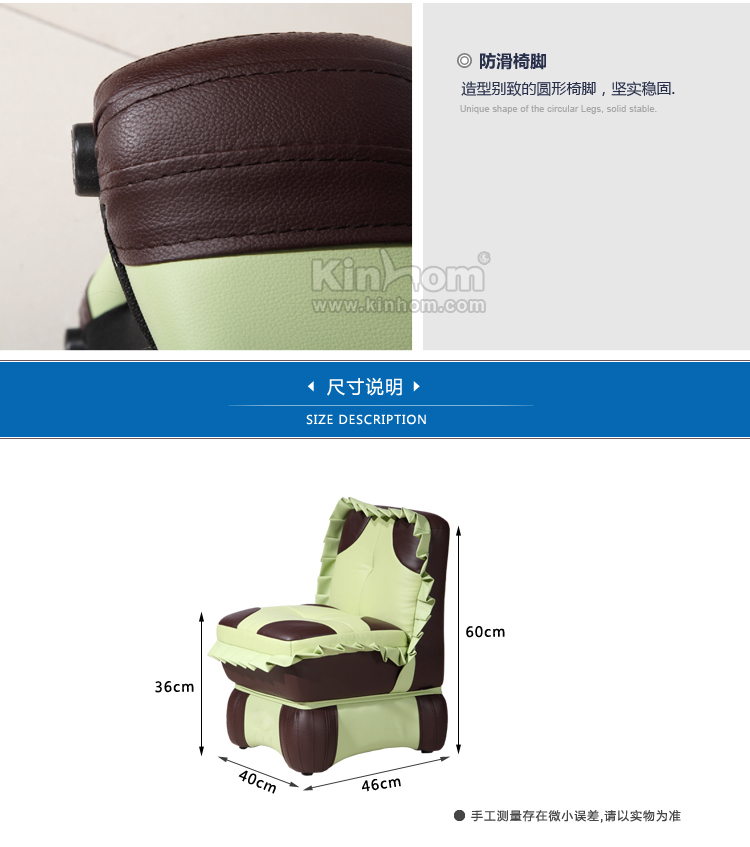 防滑椅脚
造型别致的圆形椅脚，坚实稳固.
Unique shape of the circular Legs, solid stable.
Kinhom
www.kinhom.com
尺寸说明
SIZE DESCRIPTION
60cm
36cm
40cm
46cm
手工测量存在微小误差,请以实物为准